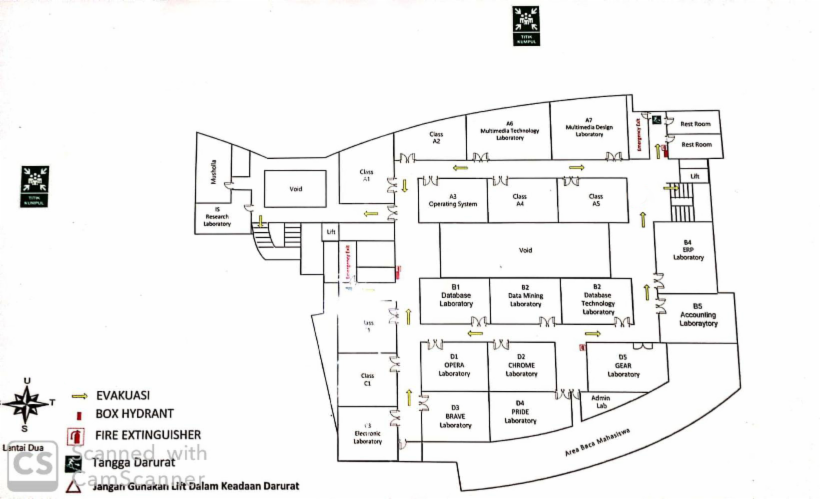 TITIK
KUMPUL
TITIK
KUMPUL
Class
A2
A6
Multimedia Technology
Laboratory
A7
Multimedia Design
Laboratory
Emergency Exit
Rest Room
Rest Room
Lift
Musholla
Void
Class
A1
IS
Research
Laboratory
A3
Operating System
Class
A4
Class
A5
Lift
Emergency Exit
Void
B4
ERP
Laboratory
B1
Database
Laboratory
B2
Data Mining
Laboratory
B3
Database
Technology
Laboratory
B5
Accounting
Laboraytory
D1
OPERA
Laboratory
D2
CHROME
Laboratory
D5
GEAR
Laboratory
Class
C1
D3
BRAVE
Laboratory
D4
PRIDE
Laboratory
Admin
Lab
Electronic
Laboratory
Area Baca Mahasiswa
U
T
S
Lantai Dua
EVAKUASI
BOX HYDRANT
FIRE EXTINGUISHER
Tangga Darurat
Jangan Gunakan Lift Dalam Keadaan Darurat
CS
Scanned with
CamScanner